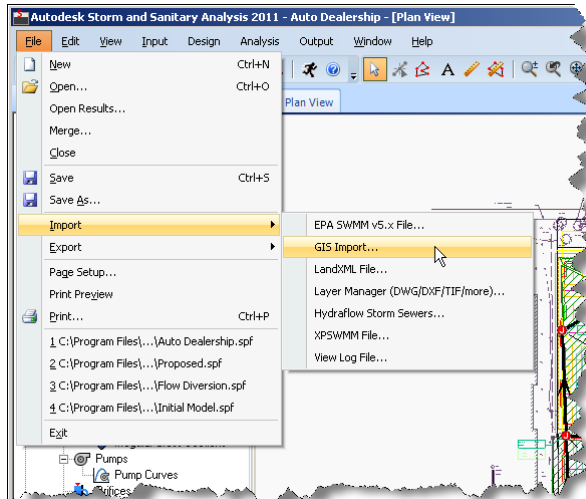 Autodesk Storm and Sanitary Analysis 2011 - Auto Dealership - [Plan View]
File Edit View Input Design Analysis Output Window Help
New Ctrl+N
Open... Ctrl+O
Plan View
Open Results...
Merge...
Close
Save Ctrl+S
Save As...
Import
EPA SWMM v5.x File...
Export
GIS Import...
LandXML File...
Page Setup...
Layer Manager (DWG/DXF/TIF/more)...
Print Preview
Print... Ctrl+P
Hydraflow Storm Sewers...
XPSWMM File...
1 C:\Program Files\...\Auto Dealership.spf
View Log File...
2 C:\Program Files\...\Proposed.spf
3 C:\Program Files\...\Flow Diversion.spf
4 C:\Program Files\...\Initial Model.spf
Exit
Pumps
Pump Curves
Orifices